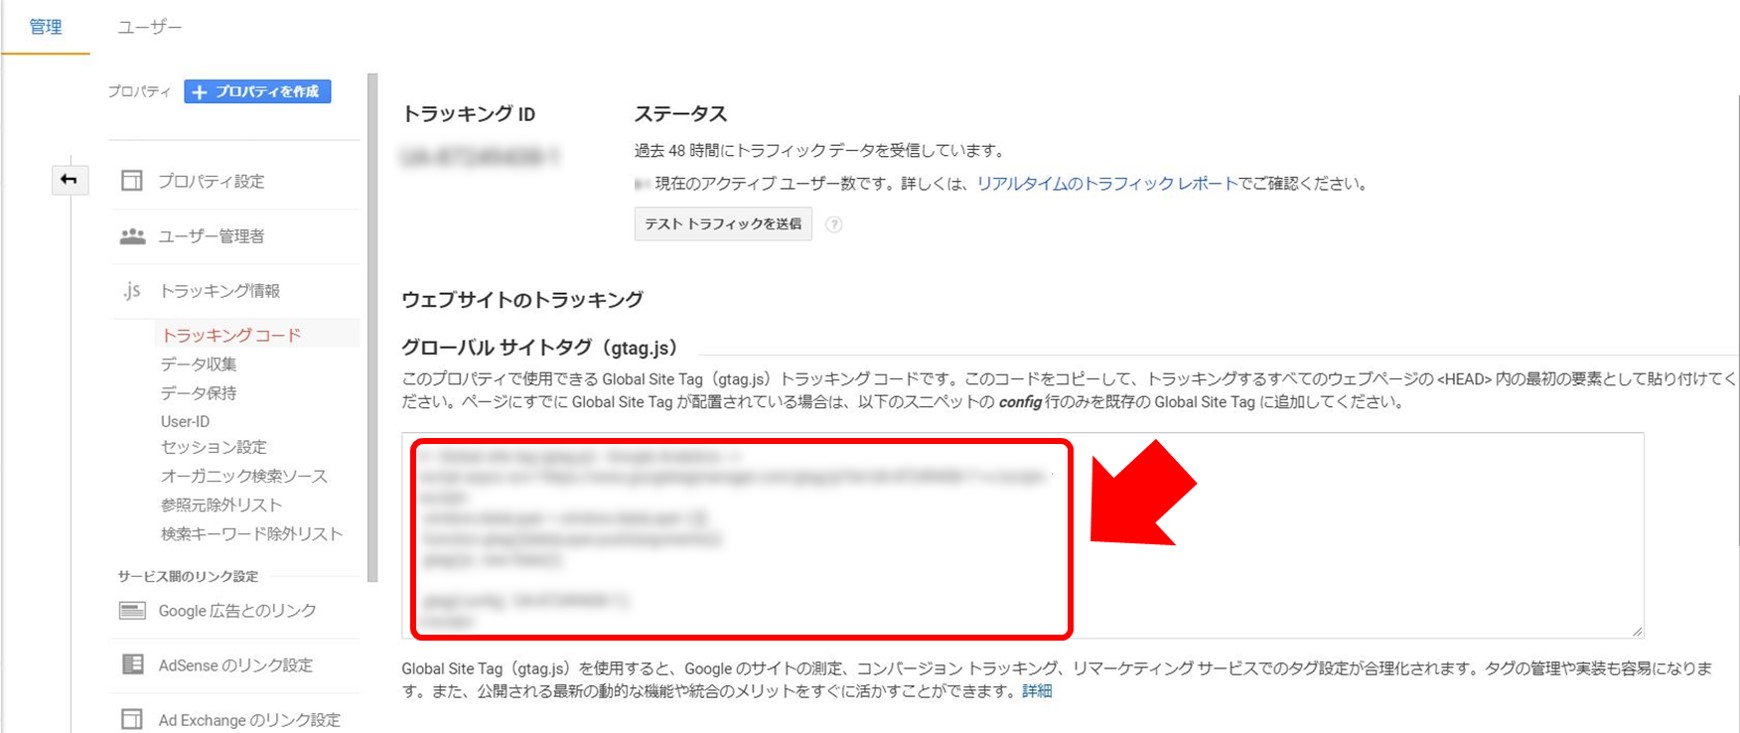 管理
ユーザー
プロパティ
+ プロパティを作成
プロパティ設定
ユーザー管理者
.js トラッキング情報
トラッキング コード
データ収集
データ保持
User-ID
セッション設定
オーガニック検索ソース
参照元除外リスト
検索キーワード除外リスト
サービス間のリンク設定
Google 広告とのリンク
AdSense のリンク設定
Ad Exchange のリンク設定
トラッキング ID
ステータス
過去 48 時間にトラフィック データを受信しています。
現在のアクティブ ユーザー数です。詳しくは、リアルタイムのトラフィック レポートでご確認ください。
テスト トラフィックを送信 ?
ウェブサイトのトラッキング
グローバル サイトタグ（gtag.js）
このプロパティで使用できる Global Site Tag（gtag.js）トラッキング コードです。このコードをコピーして、トラッキングするすべてのウェブページの <HEAD> 内の最初の要素として貼り付けてく
ださい。ページにすでに Global Site Tag が配置されている場合は、以下のスニペットの config 行のみを既存の Global Site Tag に追加してください。
Global Site Tag（gtag.js）を使用すると、Google のサイトの測定、コンバージョン トラッキング、リマーケティング サービスでのタグ設定が合理化されます。タグの管理や実装も容易になりま
す。また、公開される最新の動的な機能や統合のメリットをすぐに活かすことができます。詳細